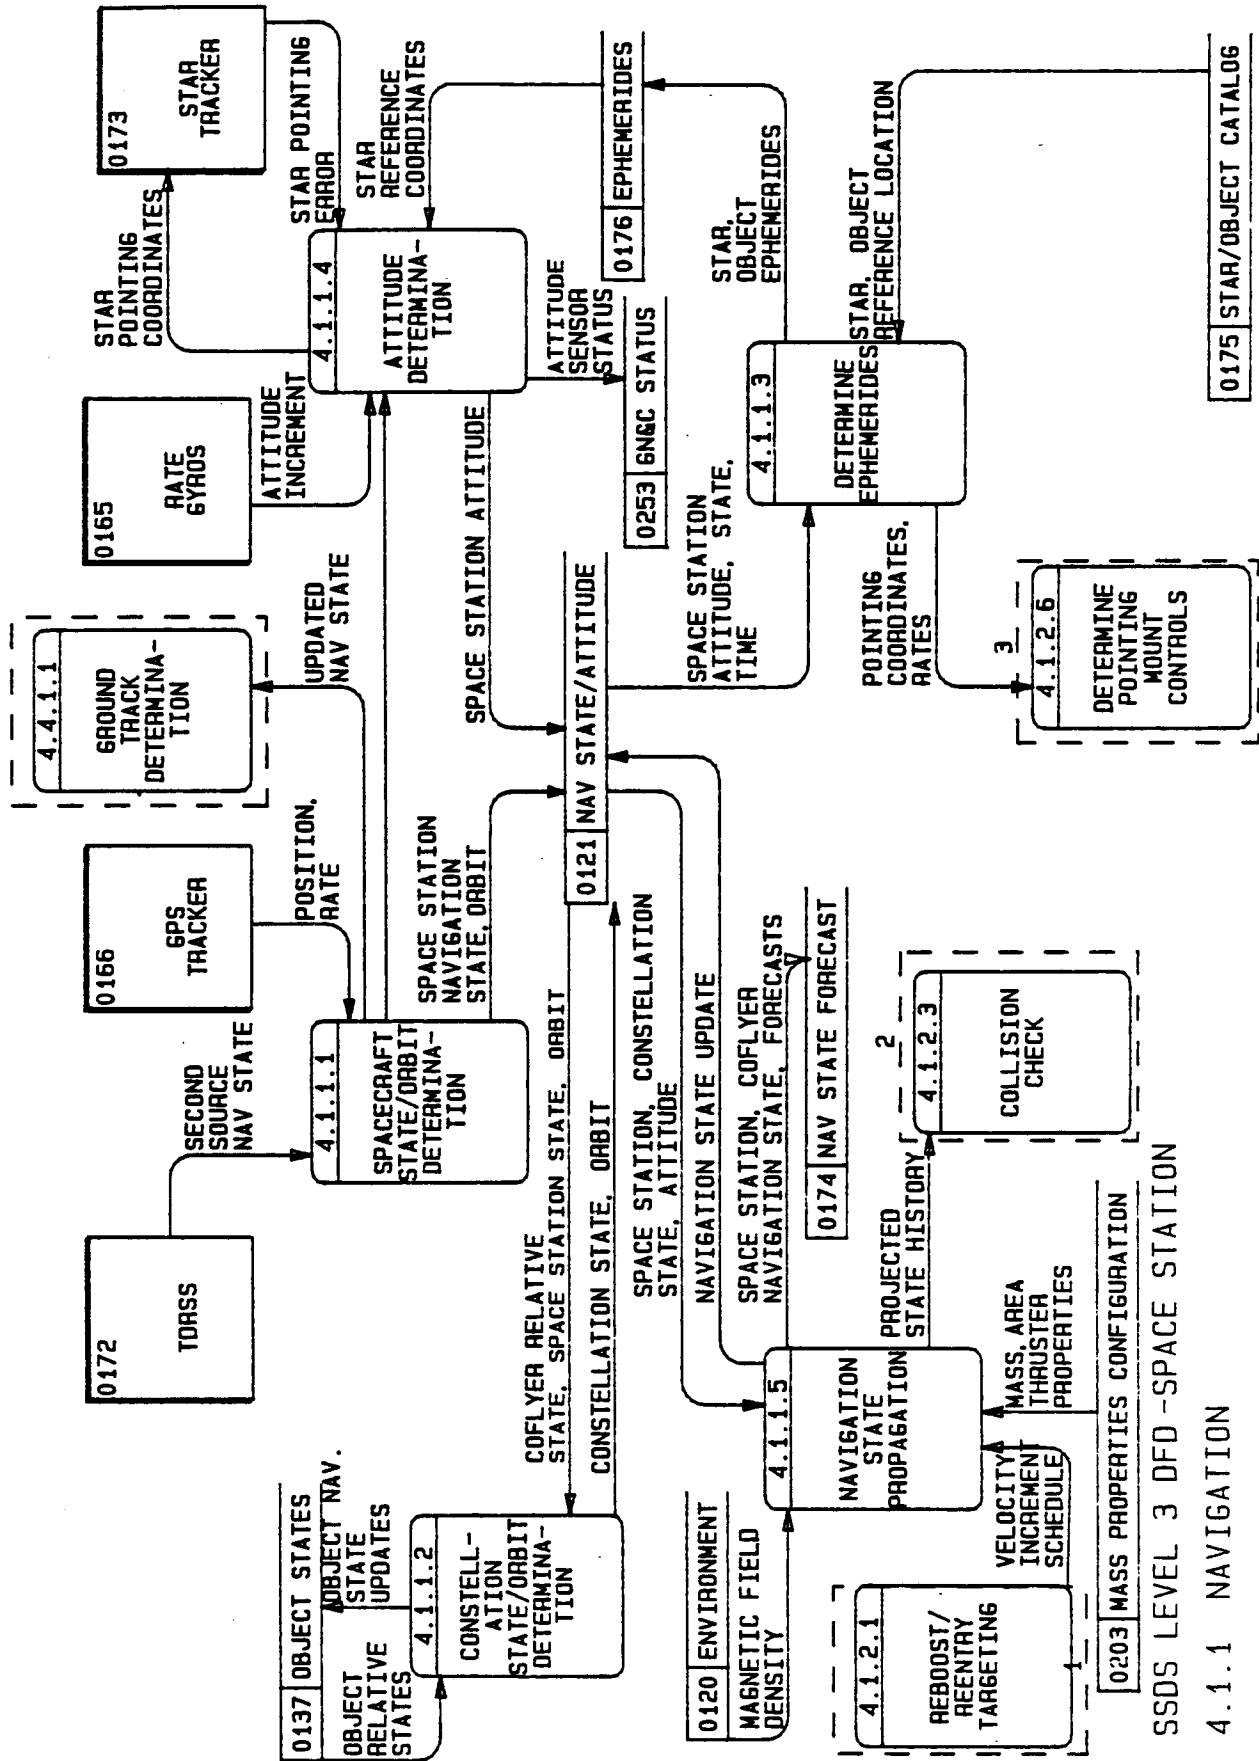 0172
TDRSS
0166
GPS
TRACKER
4.4.1.1
GROUND
TRACK
DETERMINA-
TION
0165
RATE
GYROS
0173
STAR
TRACKER
SECOND
SOURCE
NAV STATE
POSITION,
RATE
UPDATED
NAV STATE
ATTITUDE
INCREMENT
STAR
POINTING
COORDINATES
STAR POINTING
ERROR
0137 OBJECT STATES
OBJECT
RELATIVE
STATES
OBJECT NAV.
STATE
UPDATES
4.1.1.1
SPACECRAFT
STATE/ORBIT
DETERMINA-
TION
4.1.1.4
ATTITUDE
DETERMINA-
TION
STAR
REFERENCE
COORDINATES
4.1.1.2
CONSTELL-
ATION
STATE/ORBIT
DETERMINA-
TION
SPACE STATION
NAVIGATION
STATE,ORBIT
SPACE STATION ATTITUDE
ATTITUDE
SENSOR
STATUS
COFLYER RELATIVE
STATE, SPACE STATION STATE, ORBIT
CONSTELLATION STATE, ORBIT
0121 NAV STATE/ATTITUDE
0253 GN&C STATUS
0176 EPHEMERIDES
SPACE STATION, CONSTELLATION
STATE, ATTITUDE
NAVIGATION STATE UPDATE
SPACE STATION, COFLYER
NAVIGATION STATE, FORECASTS
SPACE STATION
ATTITUDE, STATE,
TIME
STAR,
OBJECT
EPHEMERIDES
0120 ENVIRONMENT
MAGNETIC FIELD
DENSITY
4.1.1.5
NAVIGATION
STATE
PROPAGATION
0174 NAV STATE FORECAST
4.1.1.3
DETERMINE
EPHEMERIDES
STAR, OBJECT
REFERENCE LOCATION
PROJECTED
STATE HISTORY
2
4.1.2.3
COLLISION
CHECK
POINTING
COORDINATES,
RATES
4.1.2.1
REBOOST/
REENTRY
TARGETING
1
VELOCITY
INCREMENT
SCHEDULE
MASS, AREA
THRUSTER
PROPERTIES
3
4.1.2.6
DETERMINE
POINTING
MOUNT
CONTROLS
0203 MASS PROPERTIES CONFIGURATION
0175 STAR/OBJECT CATALOG
SSDS LEVEL 3 DFD-SPACE STATION
4.1.1 NAVIGATION